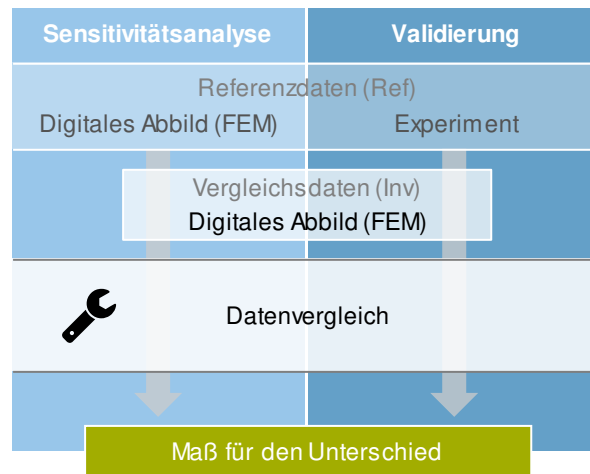 Sensitivitätsanalyse
Validierung
Referenzdaten (Ref)
Digitales Abbild (FEM)
Experiment
Vergleichsdaten (Inv)
Digitales Abbild (FEM)
Datenvergleich
Maß für den Unterschied